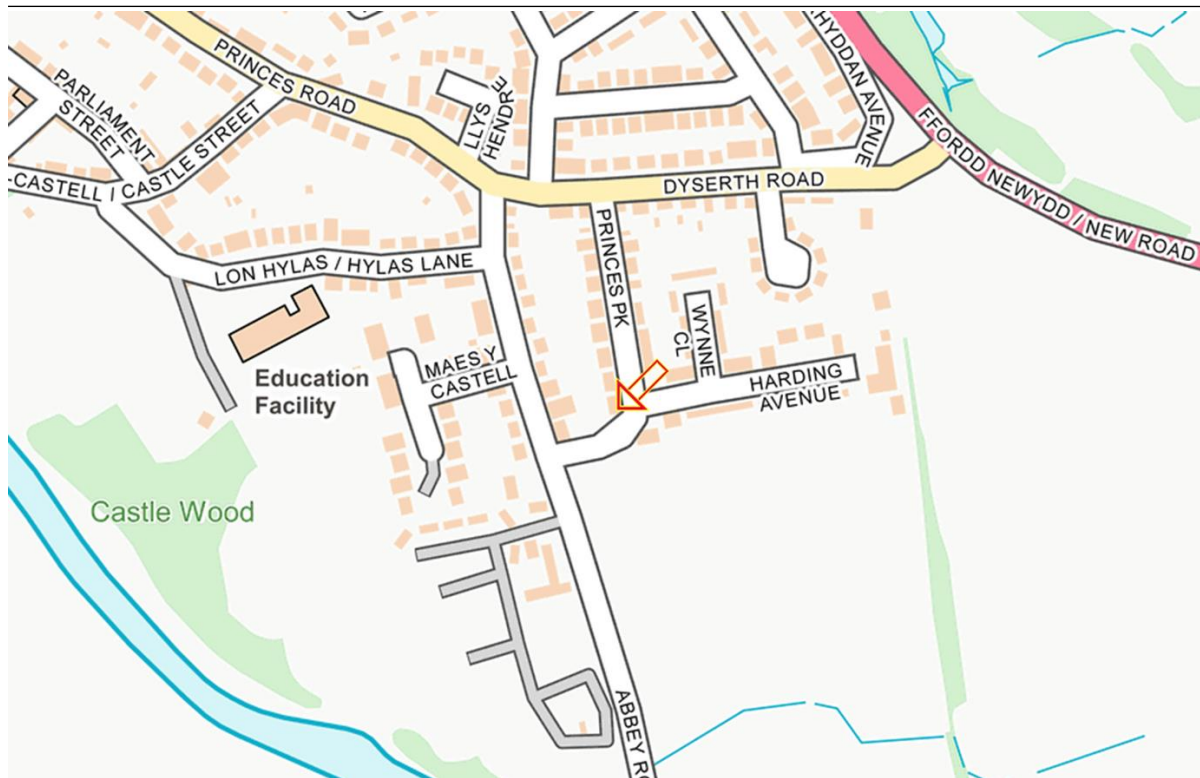 PRINCES ROAD
PARLIAMENT
STREET
LLYS
HENDRE
HYDDAN AVENUE
FFORDD NEWYDD / NEW ROAD
CASTELL / CASTLE STREET
DYSERTH ROAD
PRINCES PK
LON HYLAS / HYLAS LANE
WYNNE
CL
MAES Y
CASTELL
Education
Facility
HARDING
AVENUE
Castle Wood
ABBEY RO